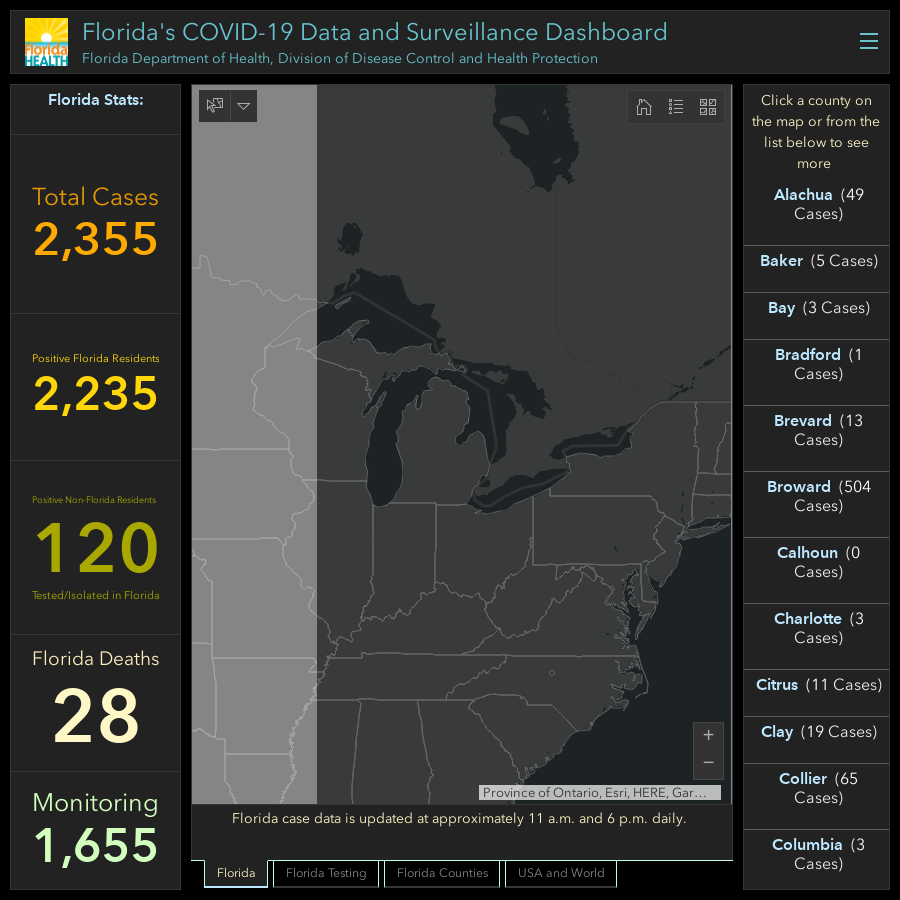 Florida HEALTH
Florida's COVID-19 Data and Surveillance Dashboard
Florida Department of Health, Division of Disease Control and Health Protection
Florida Stats:
Total Cases
2,355
Positive Florida Residents
2,235
Positive Non-Florida Residents
120
Tested/Isolated in Florida
Florida Deaths
28
Monitoring
1,655
+
−
Province of Ontario, Esri, HERE, Gar...
Florida case data is updated at approximately 11 a.m. and 6 p.m. daily.
Florida
Florida Testing
Florida Counties
USA and World
Click a county on
the map or from the
list below to see
more
Alachua (49
Cases)
Baker (5 Cases)
Bay (3 Cases)
Bradford (1
Cases)
Brevard (13
Cases)
Broward (504
Cases)
Calhoun (0
Cases)
Charlotte (3
Cases)
Citrus (11 Cases)
Clay (19 Cases)
Collier (65
Cases)
Columbia (3
Cases)